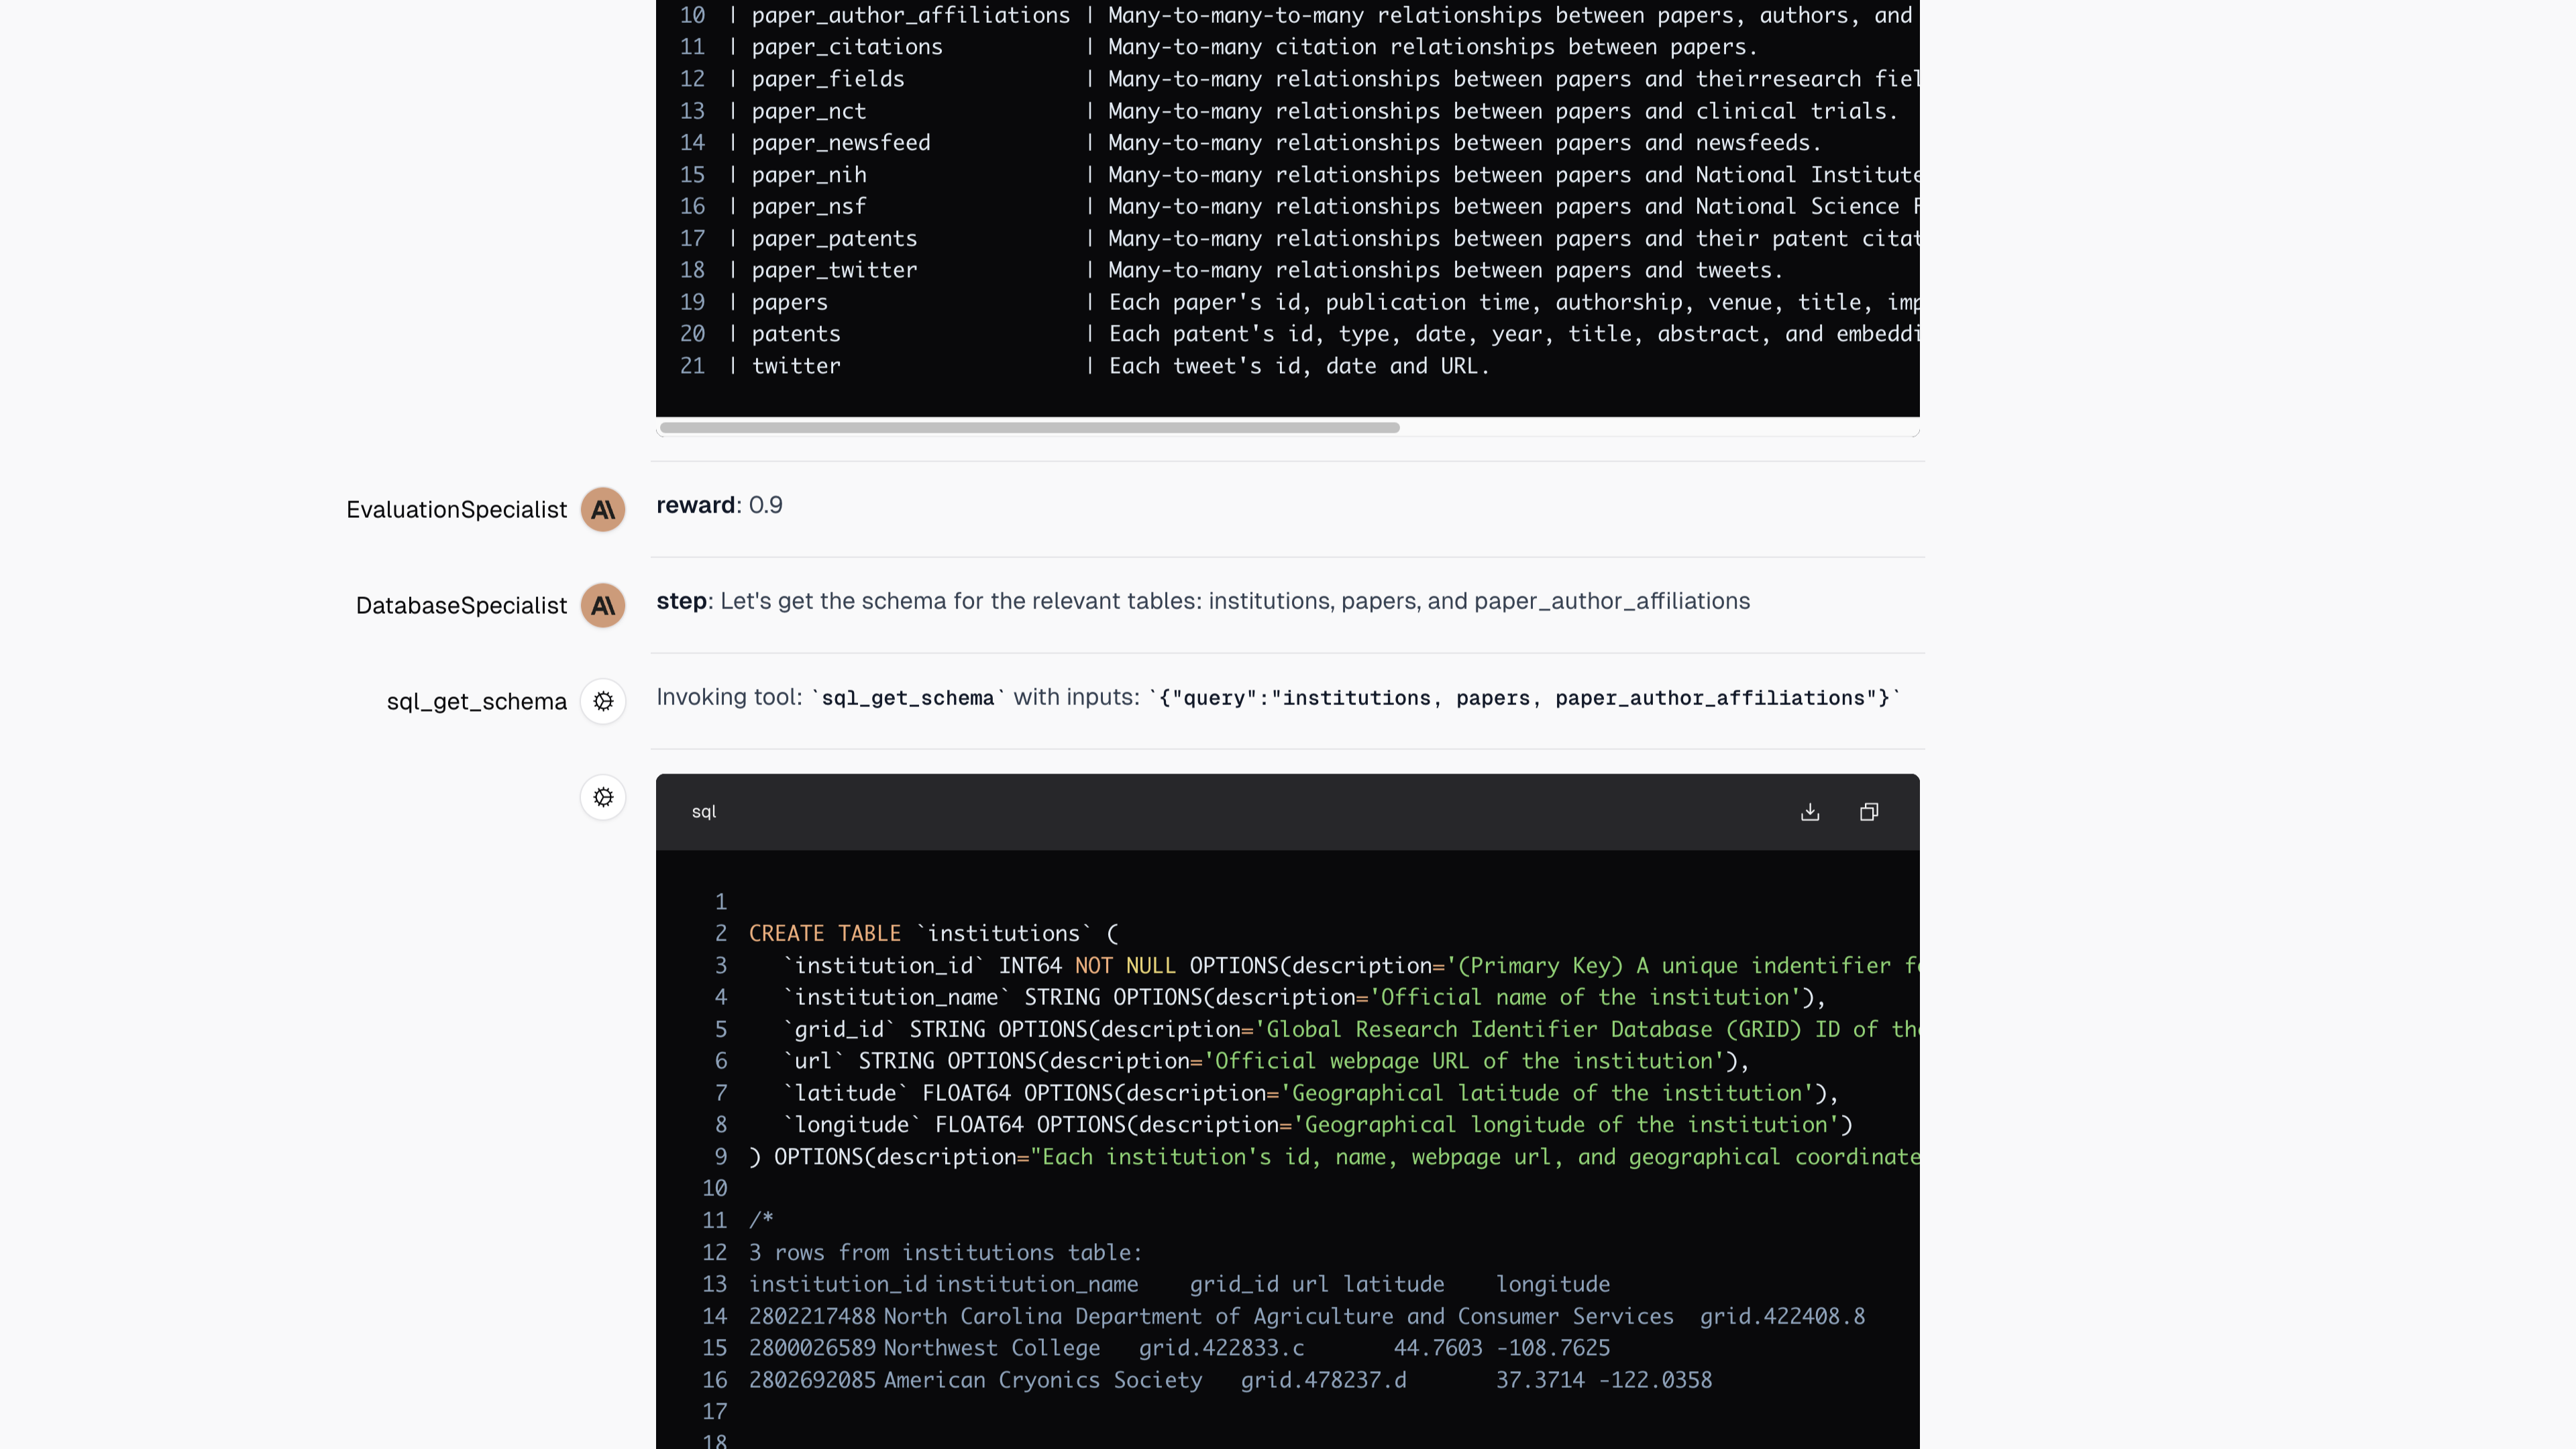 10 | paper_author_affiliations | Many-to-many-to-many relationships between papers, authors, and
11 | paper_citations | Many-to-many citation relationships between papers.
12 | paper_fields | Many-to-many relationships between papers and theirresearch fiel
13 | paper_nct | Many-to-many relationships between papers and clinical trials.
14 | paper_newsfeed | Many-to-many relationships between papers and newsfeeds.
15 | paper_nih | Many-to-many relationships between papers and National Institute
16 | paper_nsf | Many-to-many relationships between papers and National Science F
17 | paper_patents | Many-to-many relationships between papers and their patent citat
18 | paper_twitter | Many-to-many relationships between papers and tweets.
19 | papers | Each paper's id, publication time, authorship, venue, title, imp
20 | patents | Each patent's id, type, date, year, title, abstract, and embeddi
21 | twitter | Each tweet's id, date and URL.
EvaluationSpecialist A\ reward: 0.9
DatabaseSpecialist A\ step: Let's get the schema for the relevant tables: institutions, papers, and paper_author_affiliations
sql_get_schema Invoking tool: `sql_get_schema` with inputs: `{"query":"institutions, papers, paper_author_affiliations"}`
sql
1
2 CREATE TABLE `institutions` (
3 `institution_id` INT64 NOT NULL OPTIONS(description='(Primary Key) A unique indentifier fo
4 `institution_name` STRING OPTIONS(description='Official name of the institution'),
5 `grid_id` STRING OPTIONS(description='Global Research Identifier Database (GRID) ID of the
6 `url` STRING OPTIONS(description='Official webpage URL of the institution'),
7 `latitude` FLOAT64 OPTIONS(description='Geographical latitude of the institution'),
8 `longitude` FLOAT64 OPTIONS(description='Geographical longitude of the institution')
9 ) OPTIONS(description="Each institution's id, name, webpage url, and geographical coordinate
10
11 /*
12 3 rows from institutions table:
13 institution_id institution_name grid_id url latitude longitude
14 2802217488 North Carolina Department of Agriculture and Consumer Services grid.422408.8
15 2800026589 Northwest College grid.422833.c 44.7603 -108.7625
16 2802692085 American Cryonics Society grid.478237.d 37.3714 -122.0358
17
18